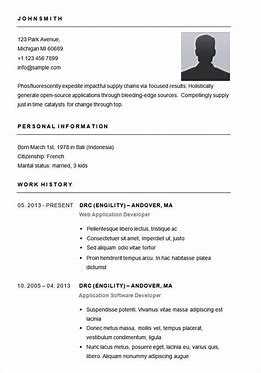 JOHNSMITH
123 Park Avenue,
Michigan MI 60689
+1 123 456 7899
info@sample.com
Phosfluorescently expedite impactful supply chains via focused results. Holistically
generate open-source applications through bleeding-edge sources. Compellingly supply
just in time catalysts for change through top.
PERSONAL INFORMATION
Born March 1st, 1978 in Bali (Indonesia)
Citizenship: French
Marital status: married, 3 kids
WORK HISTORY
05. 2013 - PRESENT DRC (ENGILITY) – ANDOVER, MA
Web Application Developer
• Pellentesque libero lectus, tristique ac
• Consectetuer sit amet, imperdiet ut, justo.
• Sed aliquam odio vitae tortor. Proin
hendrerit tempus arcu. In hac habitasse
platea dictumst.
10. 2005 – 04. 2013 DRC (ENGILITY) – ANDOVER, MA
Application Software Developer
• Suspendisse potenti. Vivamus vitae massa
adipiscing est lacinia sodales.
• Donec metus massa, mollis vel, tempus
placerat, vestibulum condimentum, ligula.
• Nunc lacus metus, posuere eget, lacinia eu,
varius quis, libero. Aliquam nonummy
adipiscing augue.